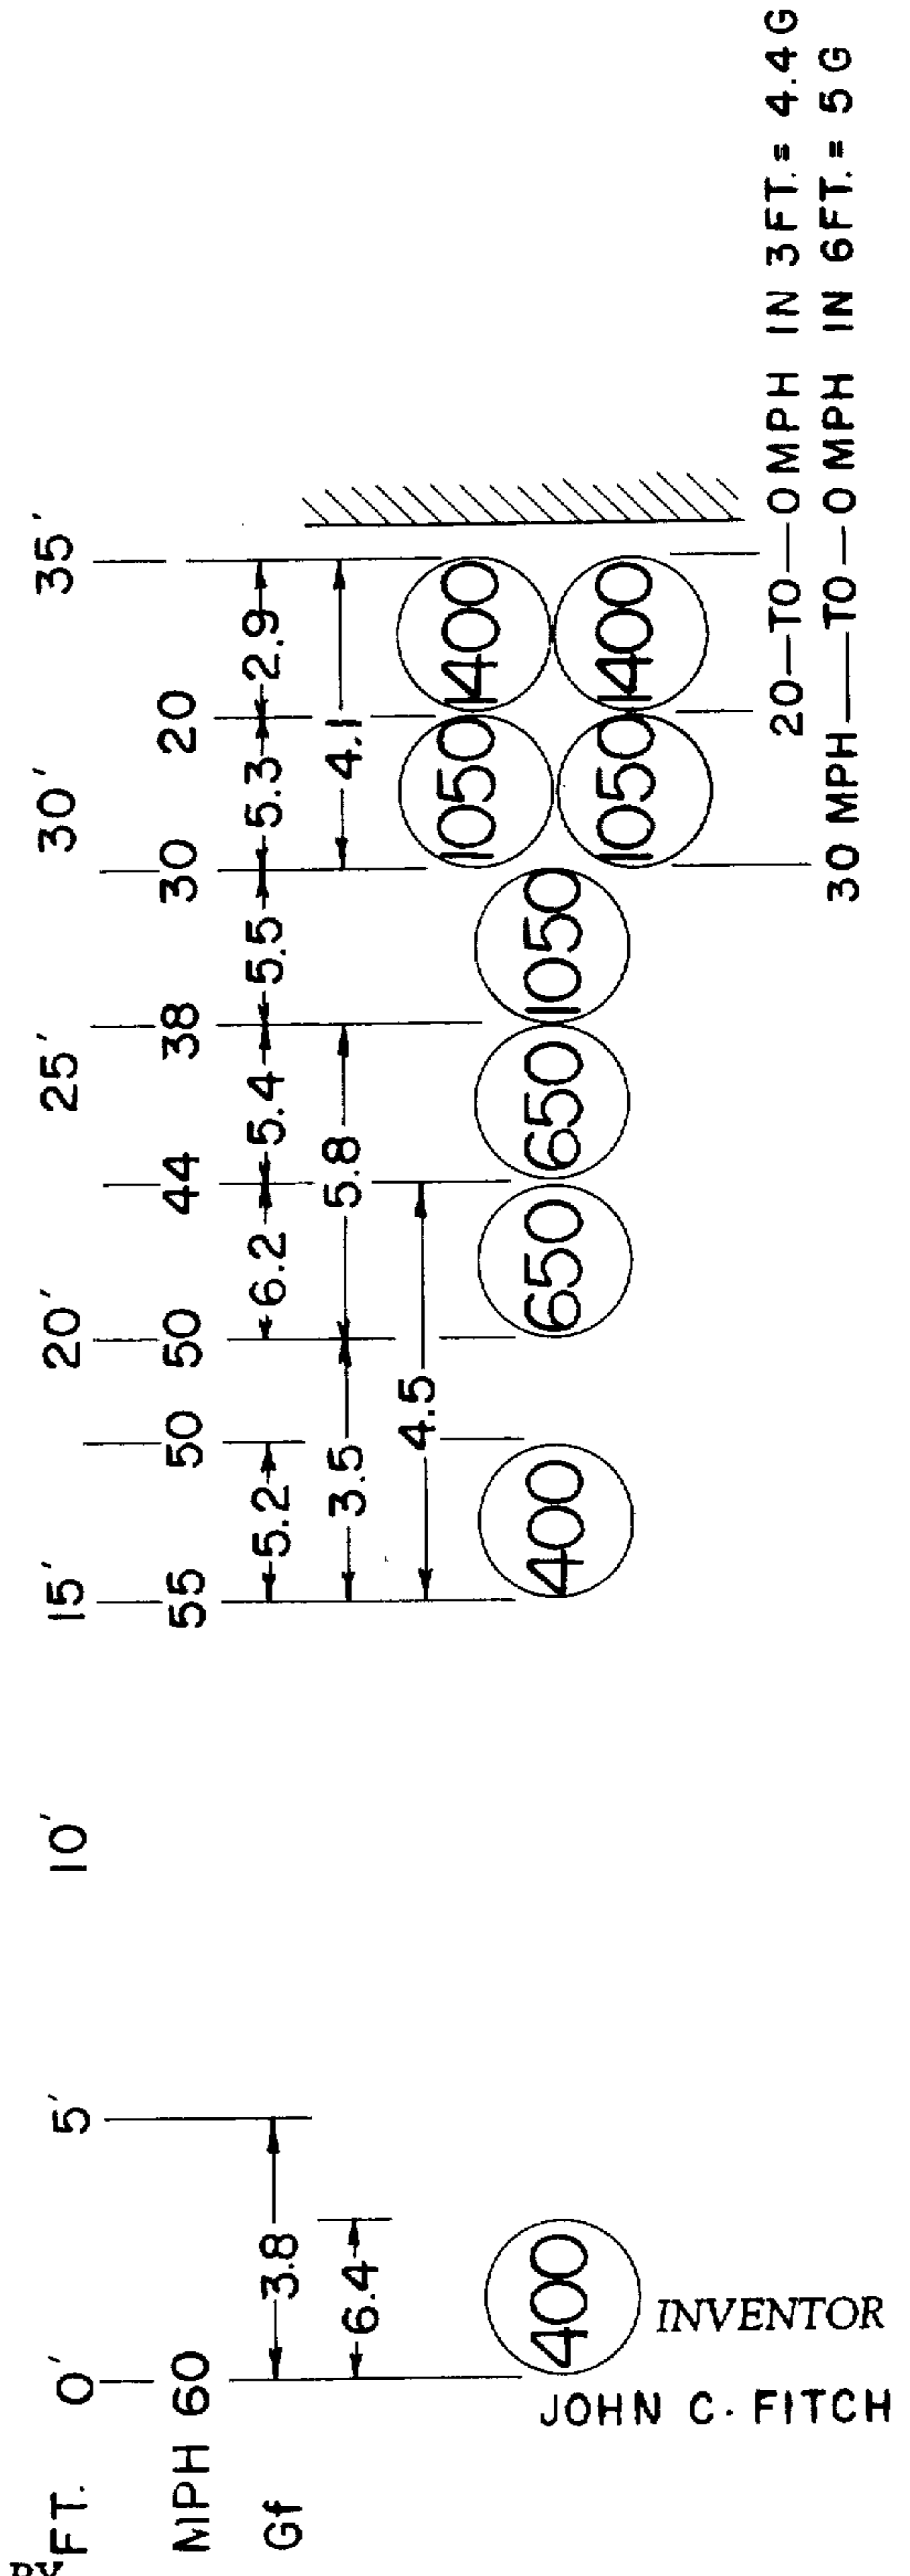 FT. 0' 5' 10' 15' 20' 25' 30' 35'
MPH 60 55 50 50 44 38 30 20
Gf 3.8 5.2 6.2 5.4 5.5 5.3 2.9
6.4 3.5 5.8 4.1
4.5
400 400 650 650 1050 1050 1400
1050 1400
20—TO—0 MPH IN 3FT.= 4.4G
30 MPH—TO—0 MPH IN 6FT.= 5G
INVENTOR
JOHN C. FITCH
BY